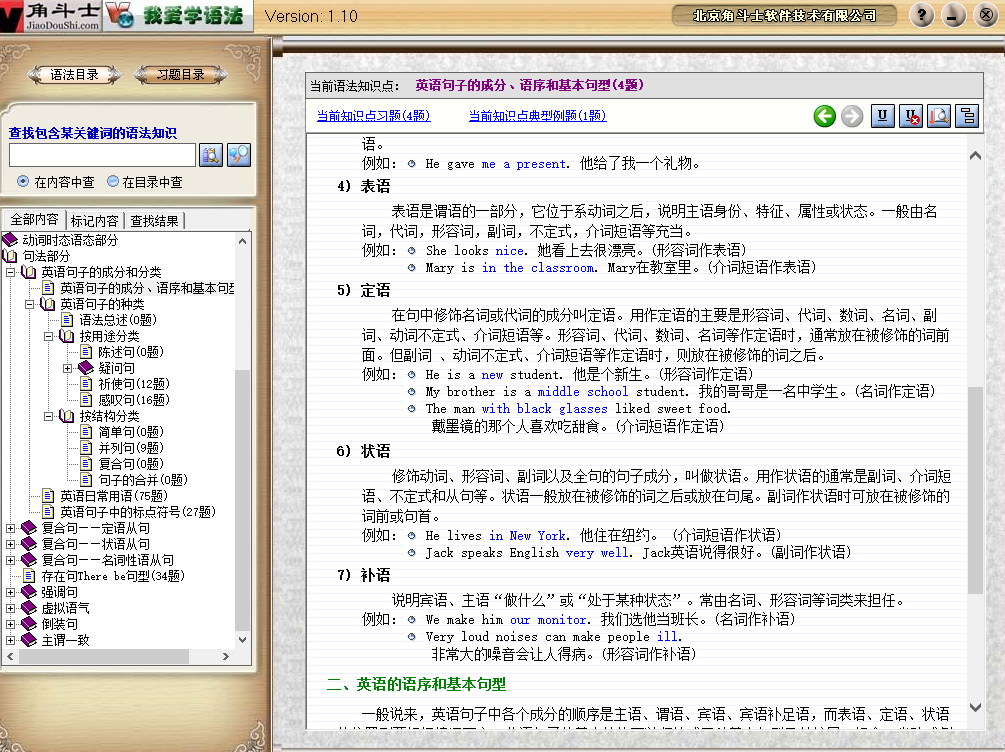 角斗士
JiaoDouShi.com
我爱学语法
Version: 1.10
北京角斗士软件技术有限公司
语法目录
习题目录
查找包含某关键词的语法知识
在内容中查
在目录中查
全部内容
标记内容
查找结果
动词时态语态部分
句法部分
英语句子的成分和分类
英语句子的成分、语序和基本句型
英语句子的种类
语法总述(0题)
按用途分类
陈述句(0题)
疑问句
祈使句(12题)
感叹句(16题)
按结构分类
简单句(0题)
并列句(9题)
复合句(0题)
句子的合并(0题)
英语日常用语(75题)
英语句子中的标点符号(27题)
复合句－－定语从句
复合句－－状语从句
复合句－－名词性语从句
存在句There be句型(34题)
强调句
虚拟语气
倒装句
主谓一致
当前语法知识点： 英语句子的成分、语序和基本句型(4题)
当前知识点习题(4题)
当前知识点典型例题(1题)
语。
例如： He gave me a present. 他给了我一个礼物。
4) 表语
表语是谓语的一部分，它位于系动词之后，说明主语身份、特征、属性或状态。一般由名
词，代词，形容词，副词，不定式，介词短语等充当。
例如： She looks nice. 她看上去很漂亮。(形容词作表语)
Mary is in the classroom. Mary在教室里。(介词短语作表语)
5) 定语
在句中修饰名词或代词的成分叫定语。用作定语的主要是形容词、代词、数词、名词、副
词、动词不定式、介词短语等。形容词、代词、数词、名词等作定语时，通常放在被修饰的词前
面。但副词 、动词不定式、介词短语等作定语时，则放在被修饰的词之后。
例如： He is a new student. 他是个新生。(形容词作定语)
My brother is a middle school student. 我的哥哥是一名中学生。(名词作定语)
The man with black glasses liked sweet food.
戴墨镜的那个人喜欢吃甜食。(介词短语作定语)
6) 状语
修饰动词、形容词、副词以及全句的句子成分，叫做状语。用作状语的通常是副词、介词短
语、不定式和从句等。状语一般放在被修饰的词之后或放在句尾。副词作状语时可放在被修饰的
词前或句首。
例如： He lives in New York. 他住在纽约。 (介词短语作状语)
Jack speaks English very well. Jack英语说得很好。(副词作状语)
7) 补语
说明宾语、主语“做什么”或“处于某种状态”。常由名词、形容词等词类来担任。
例如： We make him our monitor. 我们选他当班长。(名词作补语)
Very loud noises can make people ill.
非常大的噪音会让人得病。(形容词作补语)
二、英语的语序和基本句型
一般说来，英语句子中各个成分的顺序是主语、谓语、宾语、宾语补足语，而表语、定语、状语